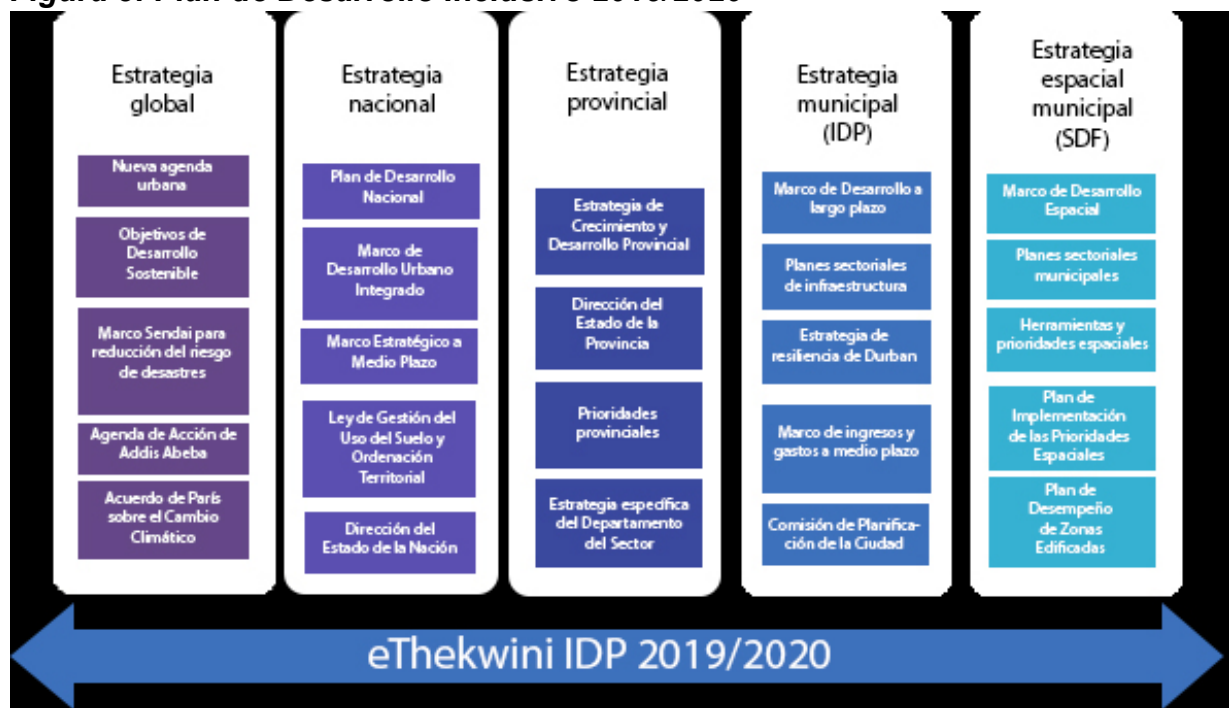 Figura Plan de Desarrollo Inclusivo
Estrategia
global
Nueva agenda
urbana
Objetivos de
Desarrollo
Sostenible
Marco Sendai para
reducción del riesgo
de desastres
Agenda de Acción de
Addis Abeba
Acuerdo de París
sobre el Cambio
Climático
Estrategia
nacional
Plan de Desarrollo
Nacional
Marco de
Desarrollo Urbano
Integrado
Marco Estratégico a
Medio Plazo
Ley de Gestión del
Uso del Suelo y
Ordenación
Territorial
Dirección del
Estado de la Nación
Estrategia
provincial
Estrategia de
Crecimiento y
Desarrollo Provincial
Dirección del
Estado de la
Provincia
Prioridades
provinciales
Estrategia específica
del Departamento
del Sector
Estrategia
municipal
(IDP)
Marco de Desarrollo a
largo plazo
Planes sectoriales
de infraestructura
Estrategia de
resiliencia de Durban
Marco de ingresos y
gastos a medio plazo
Comisión de Planifica-
ción de la Ciudad
Estrategia
espacial
municipal
(SDF)
Marco de Desarrollo
Espacial
Planes sectoriales
municipales
Herramientas y
prioridades espaciales
Plan de
Implementación
de las Prioridades
Espaciales
Plan de
Desempeño
de Zonas
Edificadas
eThekwini IDP 2019/2020